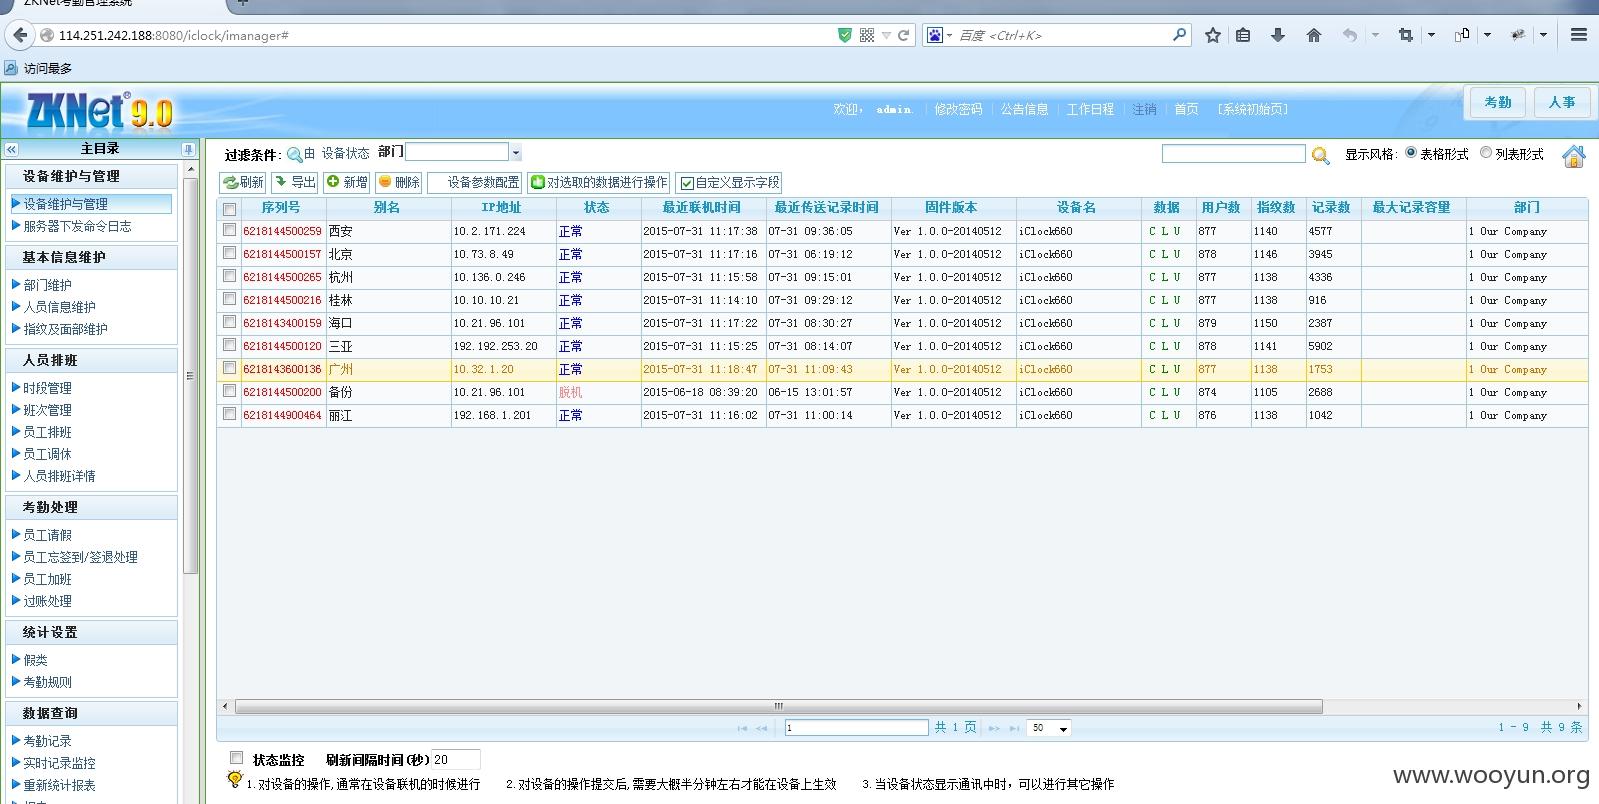 ZKNet考勤管理系统
114.251.242.188:8080/iclock/imanager#
百度 <Ctrl+K>
访问最多
ZKNet® 9.0
欢迎， admin. 修改密码 公告信息 工作日程 注销 首页 [系统初始页]
考勤 人事
主目录
设备维护与管理
设备维护与管理
服务器下发命令日志
基本信息维护
部门维护
人员信息维护
指纹及面部维护
人员排班
时段管理
班次管理
员工排班
员工调休
人员排班详情
考勤处理
员工请假
员工忘签到/签退处理
员工加班
过账处理
统计设置
假类
考勤规则
数据查询
考勤记录
实时记录监控
重新统计报表
过滤条件: 由 设备状态 部门
显示风格: 表格形式 列表形式
刷新 导出 新增 删除 设备参数配置 对选取的数据进行操作 自定义显示字段
序列号 别名 IP地址 状态 最近联机时间 最近传送记录时间 固件版本 设备名 数据 用户数 指纹数 记录数 最大记录容量 部门
6218144500259 西安 10.2.171.224 正常 2015-07-31 11:17:38 07-31 09:36:05 Ver 1.0.0-20140512 iClock660 C L U 877 1140 4577 1 Our Company
6218144500157 北京 10.73.8.49 正常 2015-07-31 11:17:16 07-31 06:19:12 Ver 1.0.0-20140512 iClock660 C L U 878 1146 3945 1 Our Company
6218144500265 杭州 10.136.0.246 正常 2015-07-31 11:15:58 07-31 09:15:01 Ver 1.0.0-20140512 iClock660 C L U 877 1138 4336 1 Our Company
6218144500216 桂林 10.10.10.21 正常 2015-07-31 11:14:10 07-31 09:29:12 Ver 1.0.0-20140512 iClock660 C L U 877 1138 916 1 Our Company
6218143400159 海口 10.21.96.101 正常 2015-07-31 11:17:22 07-31 08:30:27 Ver 1.0.0-20140512 iClock660 C L U 879 1150 2387 1 Our Company
6218144500120 三亚 192.192.253.20 正常 2015-07-31 11:15:25 07-31 08:14:07 Ver 1.0.0-20140512 iClock660 C L U 878 1141 5902 1 Our Company
6218143600136 广州 10.32.1.20 正常 2015-07-31 11:18:47 07-31 11:09:43 Ver 1.0.0-20140512 iClock660 C L U 877 1138 1753 1 Our Company
6218144500200 备份 10.21.96.101 脱机 2015-06-18 08:39:20 06-15 13:01:57 Ver 1.0.0-20140512 iClock660 C L U 874 1105 2688 1 Our Company
6218144900464 丽江 192.168.1.201 正常 2015-07-31 11:16:02 07-31 11:00:14 Ver 1.0.0-20140512 iClock660 C L U 876 1138 1042 1 Our Company
1 共 1 页 50 1 - 9 共 9 条
状态监控 刷新间隔时间(秒) 20
1.对设备的操作,通常在设备联机的时候进行 2.对设备的操作提交后,需要大概半分钟左右才能在设备上生效 3.当设备状态显示通讯中时，可以进行其它操作
www.wooyun.org